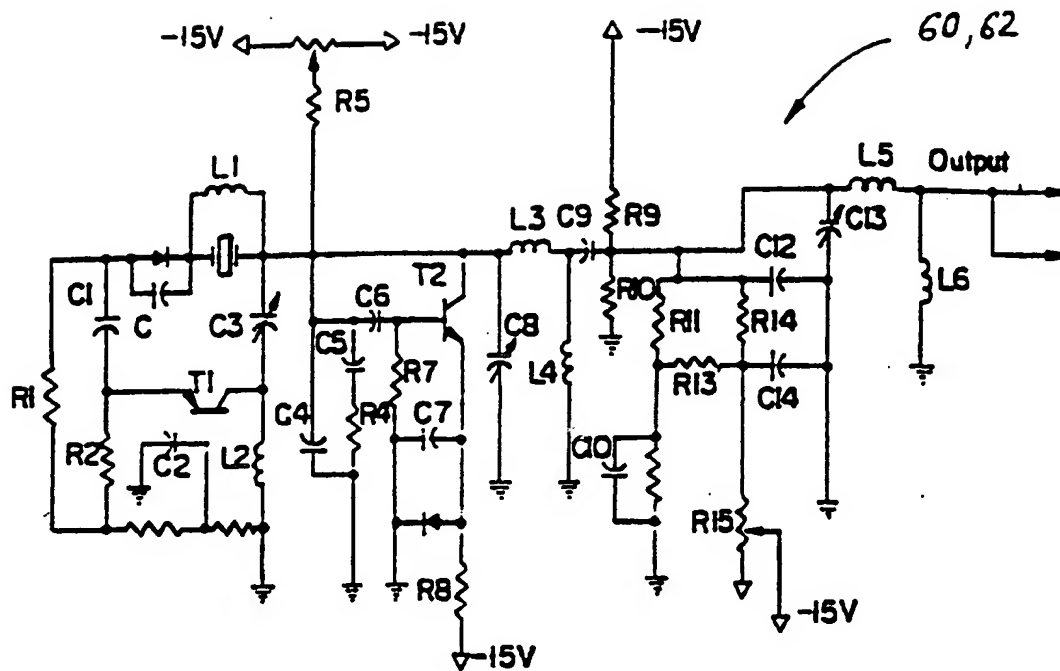 -15V -15V -15V 60,62
R5
L1 L5 Output
L3 C9 R9 C13
T2 C12
C1 C C3 C6 C8 R10 L6
R11 R14
C5 L4
R1 T1 R7 R13 C14
R2 C2 L2 C4 R4 C7 C10
R15
R8
-15V -15V